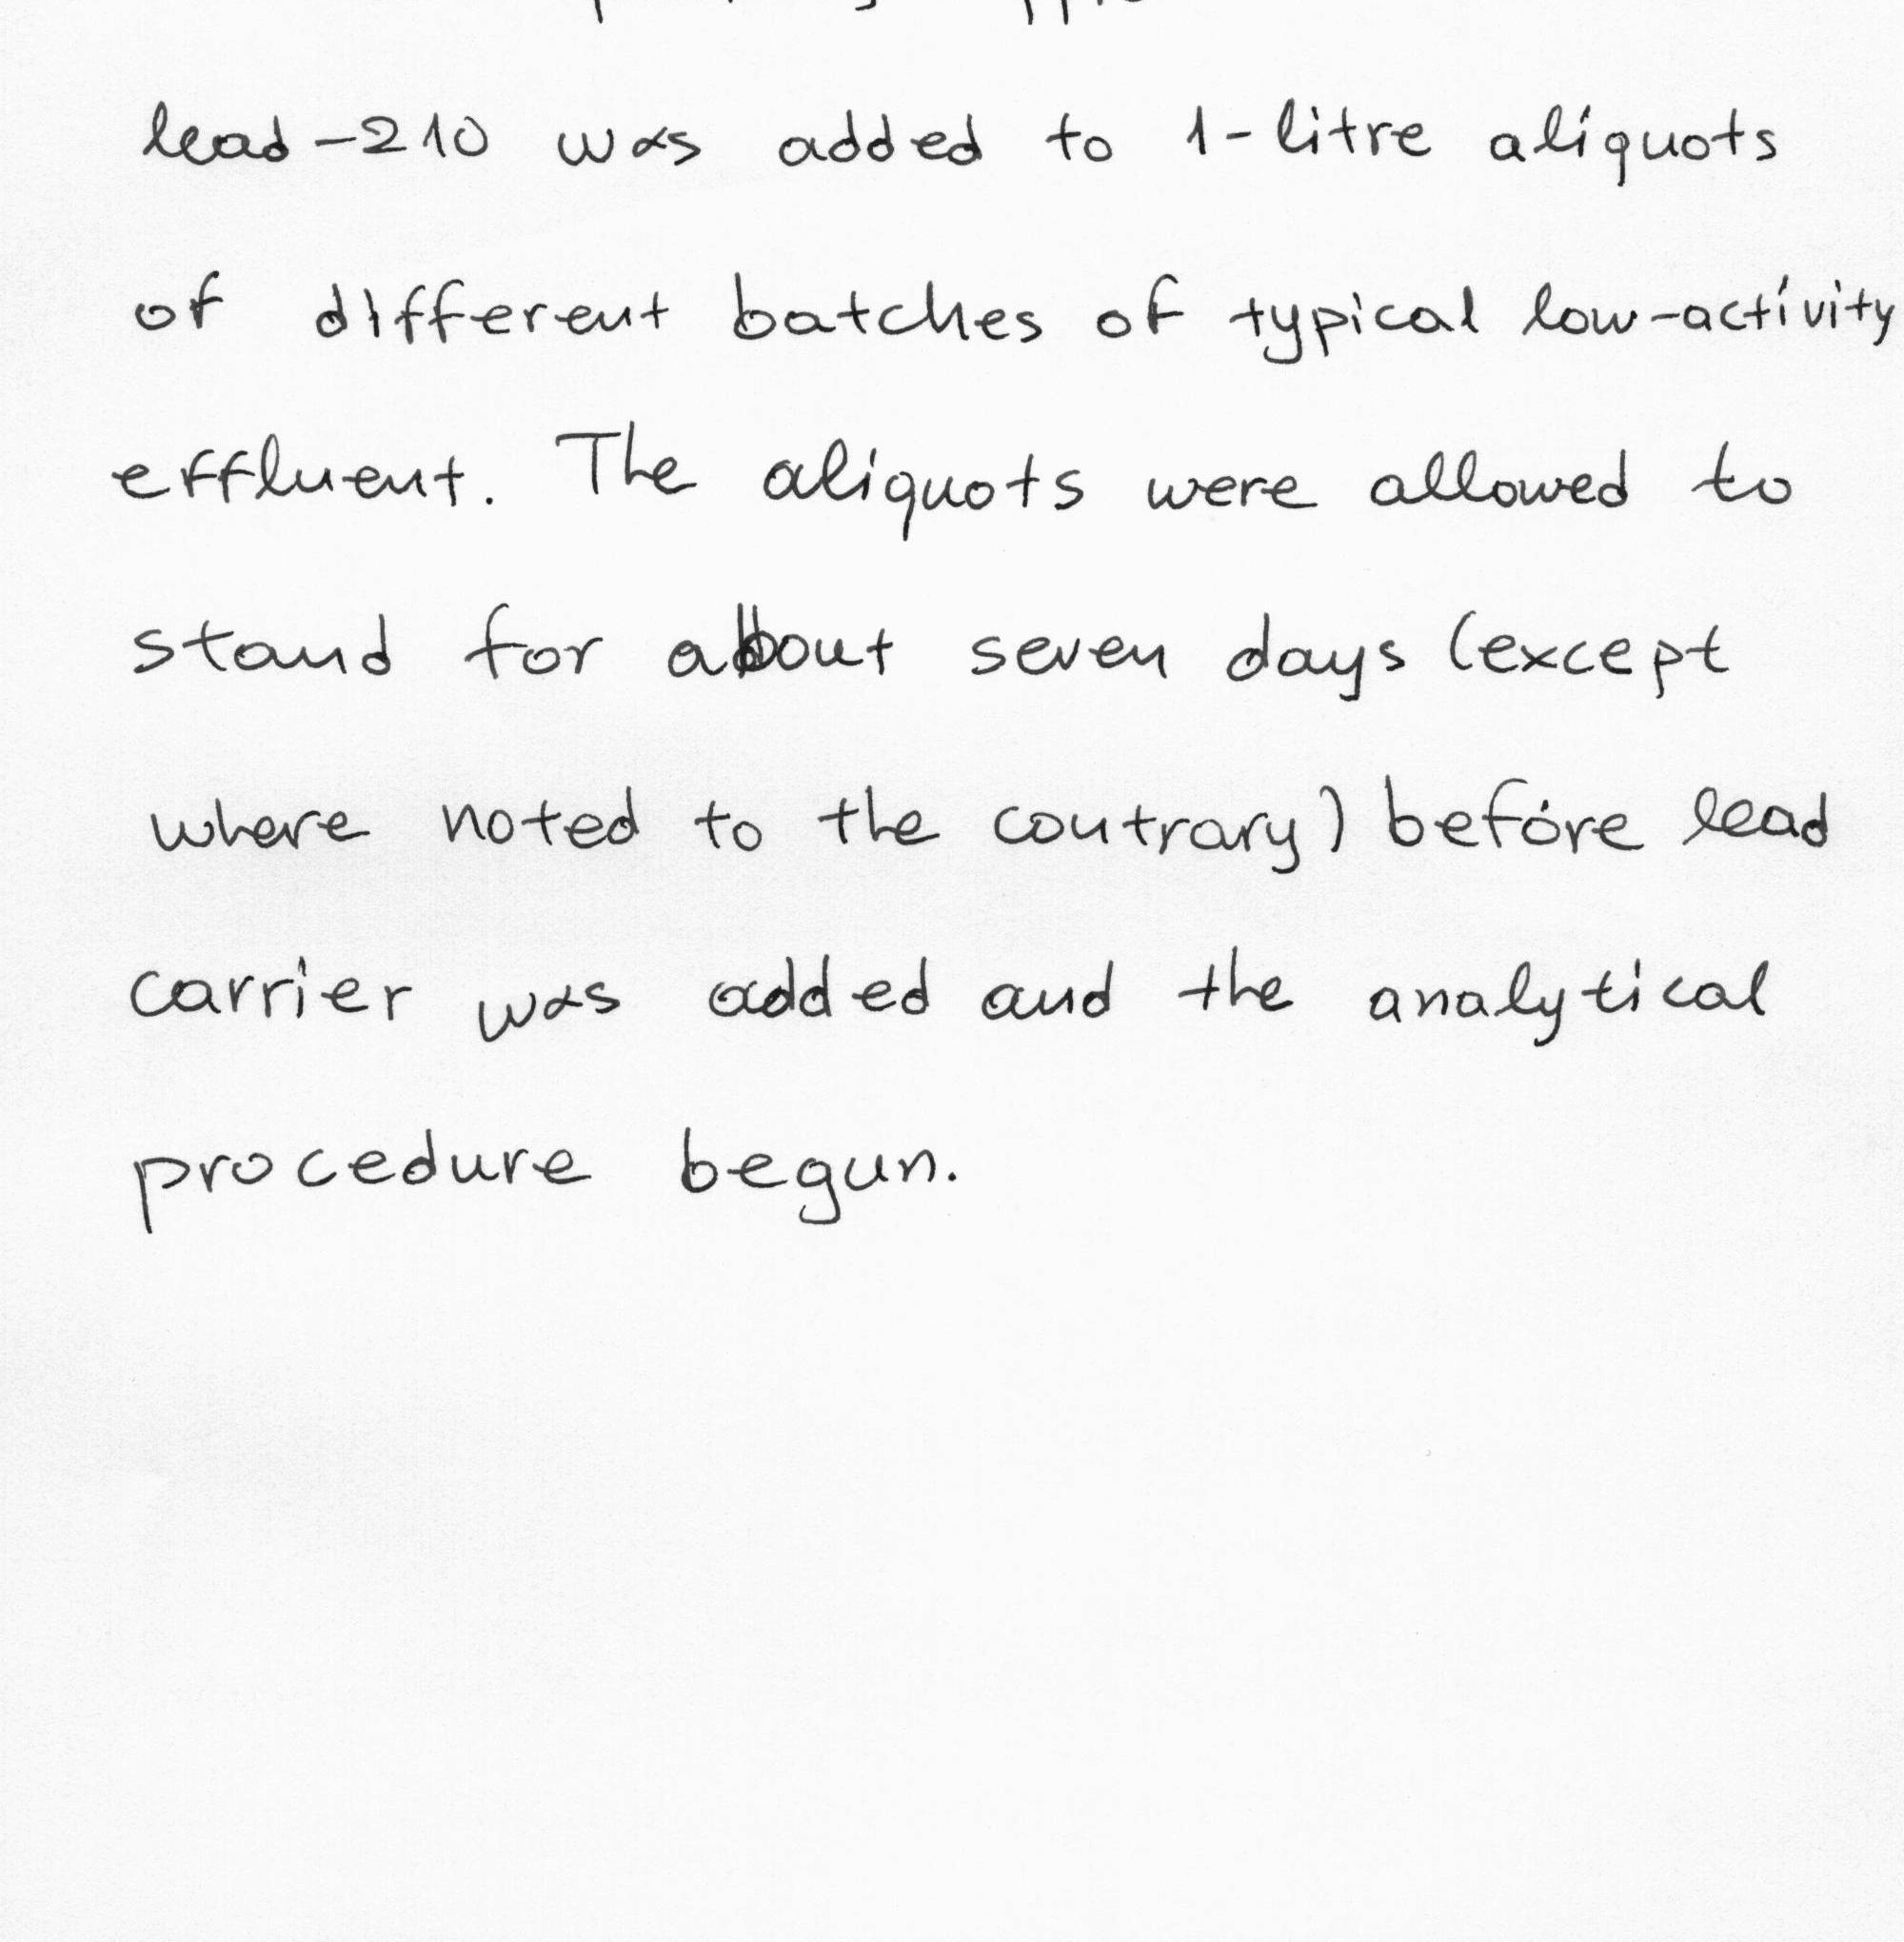 lead-210 was added to 1-litre aliquots
of different batches of typical low-activity
effluent. The aliquots were allowed to
stand for about seven days (except
where noted to the contrary) before lead
carrier was added and the analytical
procedure begun.